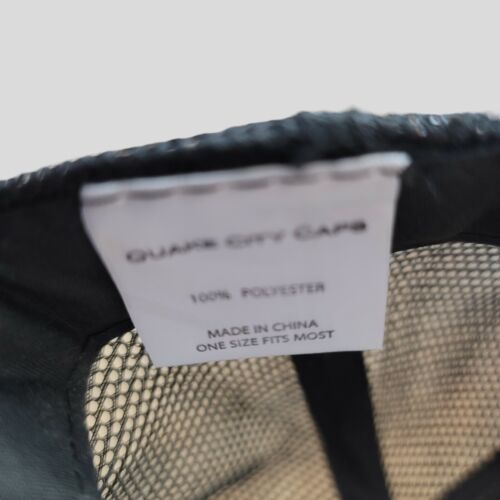 QUAKE CITY CAPS
100% POLYESTER
MADE IN CHINA
ONE SIZE FITS MOST